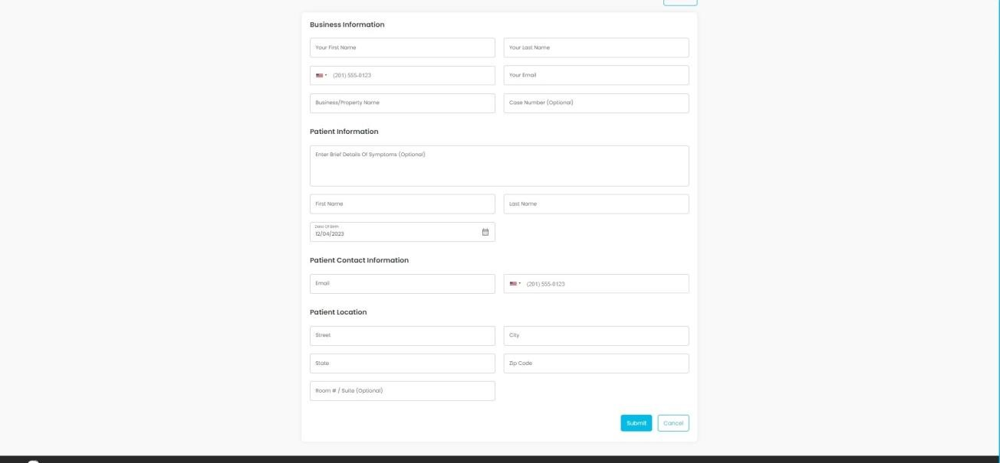 Business Information
Your First Name
Your Last Name
(201) 555-0123
Your Email
Business/Property Name
Case Number (Optional)
Patient Information
Enter Brief Details Of Symptoms (Optional)
First Name
Last Name
Date Of Birth
12/04/2023
Patient Contact Information
Email
(201) 555-0123
Patient Location
Street
City
State
Zip Code
Room # / Suite (Optional)
Submit
Cancel